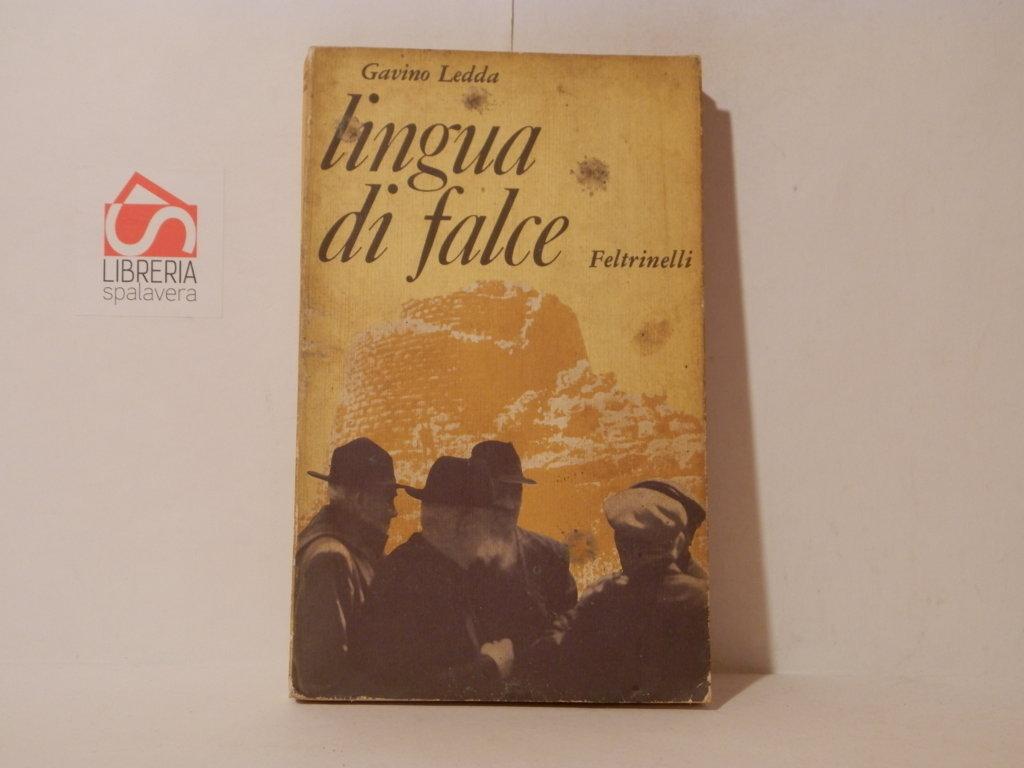 Gavino Ledda
lingua
di falce
Feltrinelli
LIBRERIA
spalavera